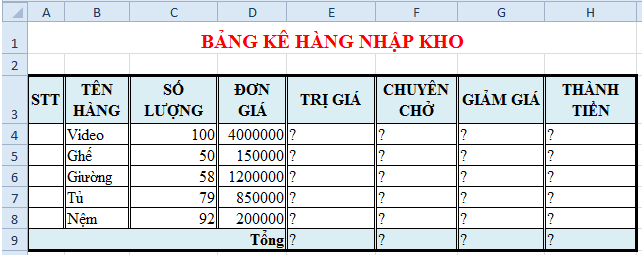 A B C D E F G H
1 BẢNG KÊ HÀNG NHẬP KHO
2
3 STT TÊN HÀNG SỐ LƯỢNG ĐƠN GIÁ TRỊ GIÁ CHUYÊN CHỞ GIẢM GIÁ THÀNH TIỀN
4 Video 100 4000000 ? ? ? ?
5 Ghế 50 150000 ? ? ? ?
6 Giường 58 1200000 ? ? ? ?
7 Tủ 79 850000 ? ? ? ?
8 Nệm 92 200000 ? ? ? ?
9 Tổng ? ? ? ?